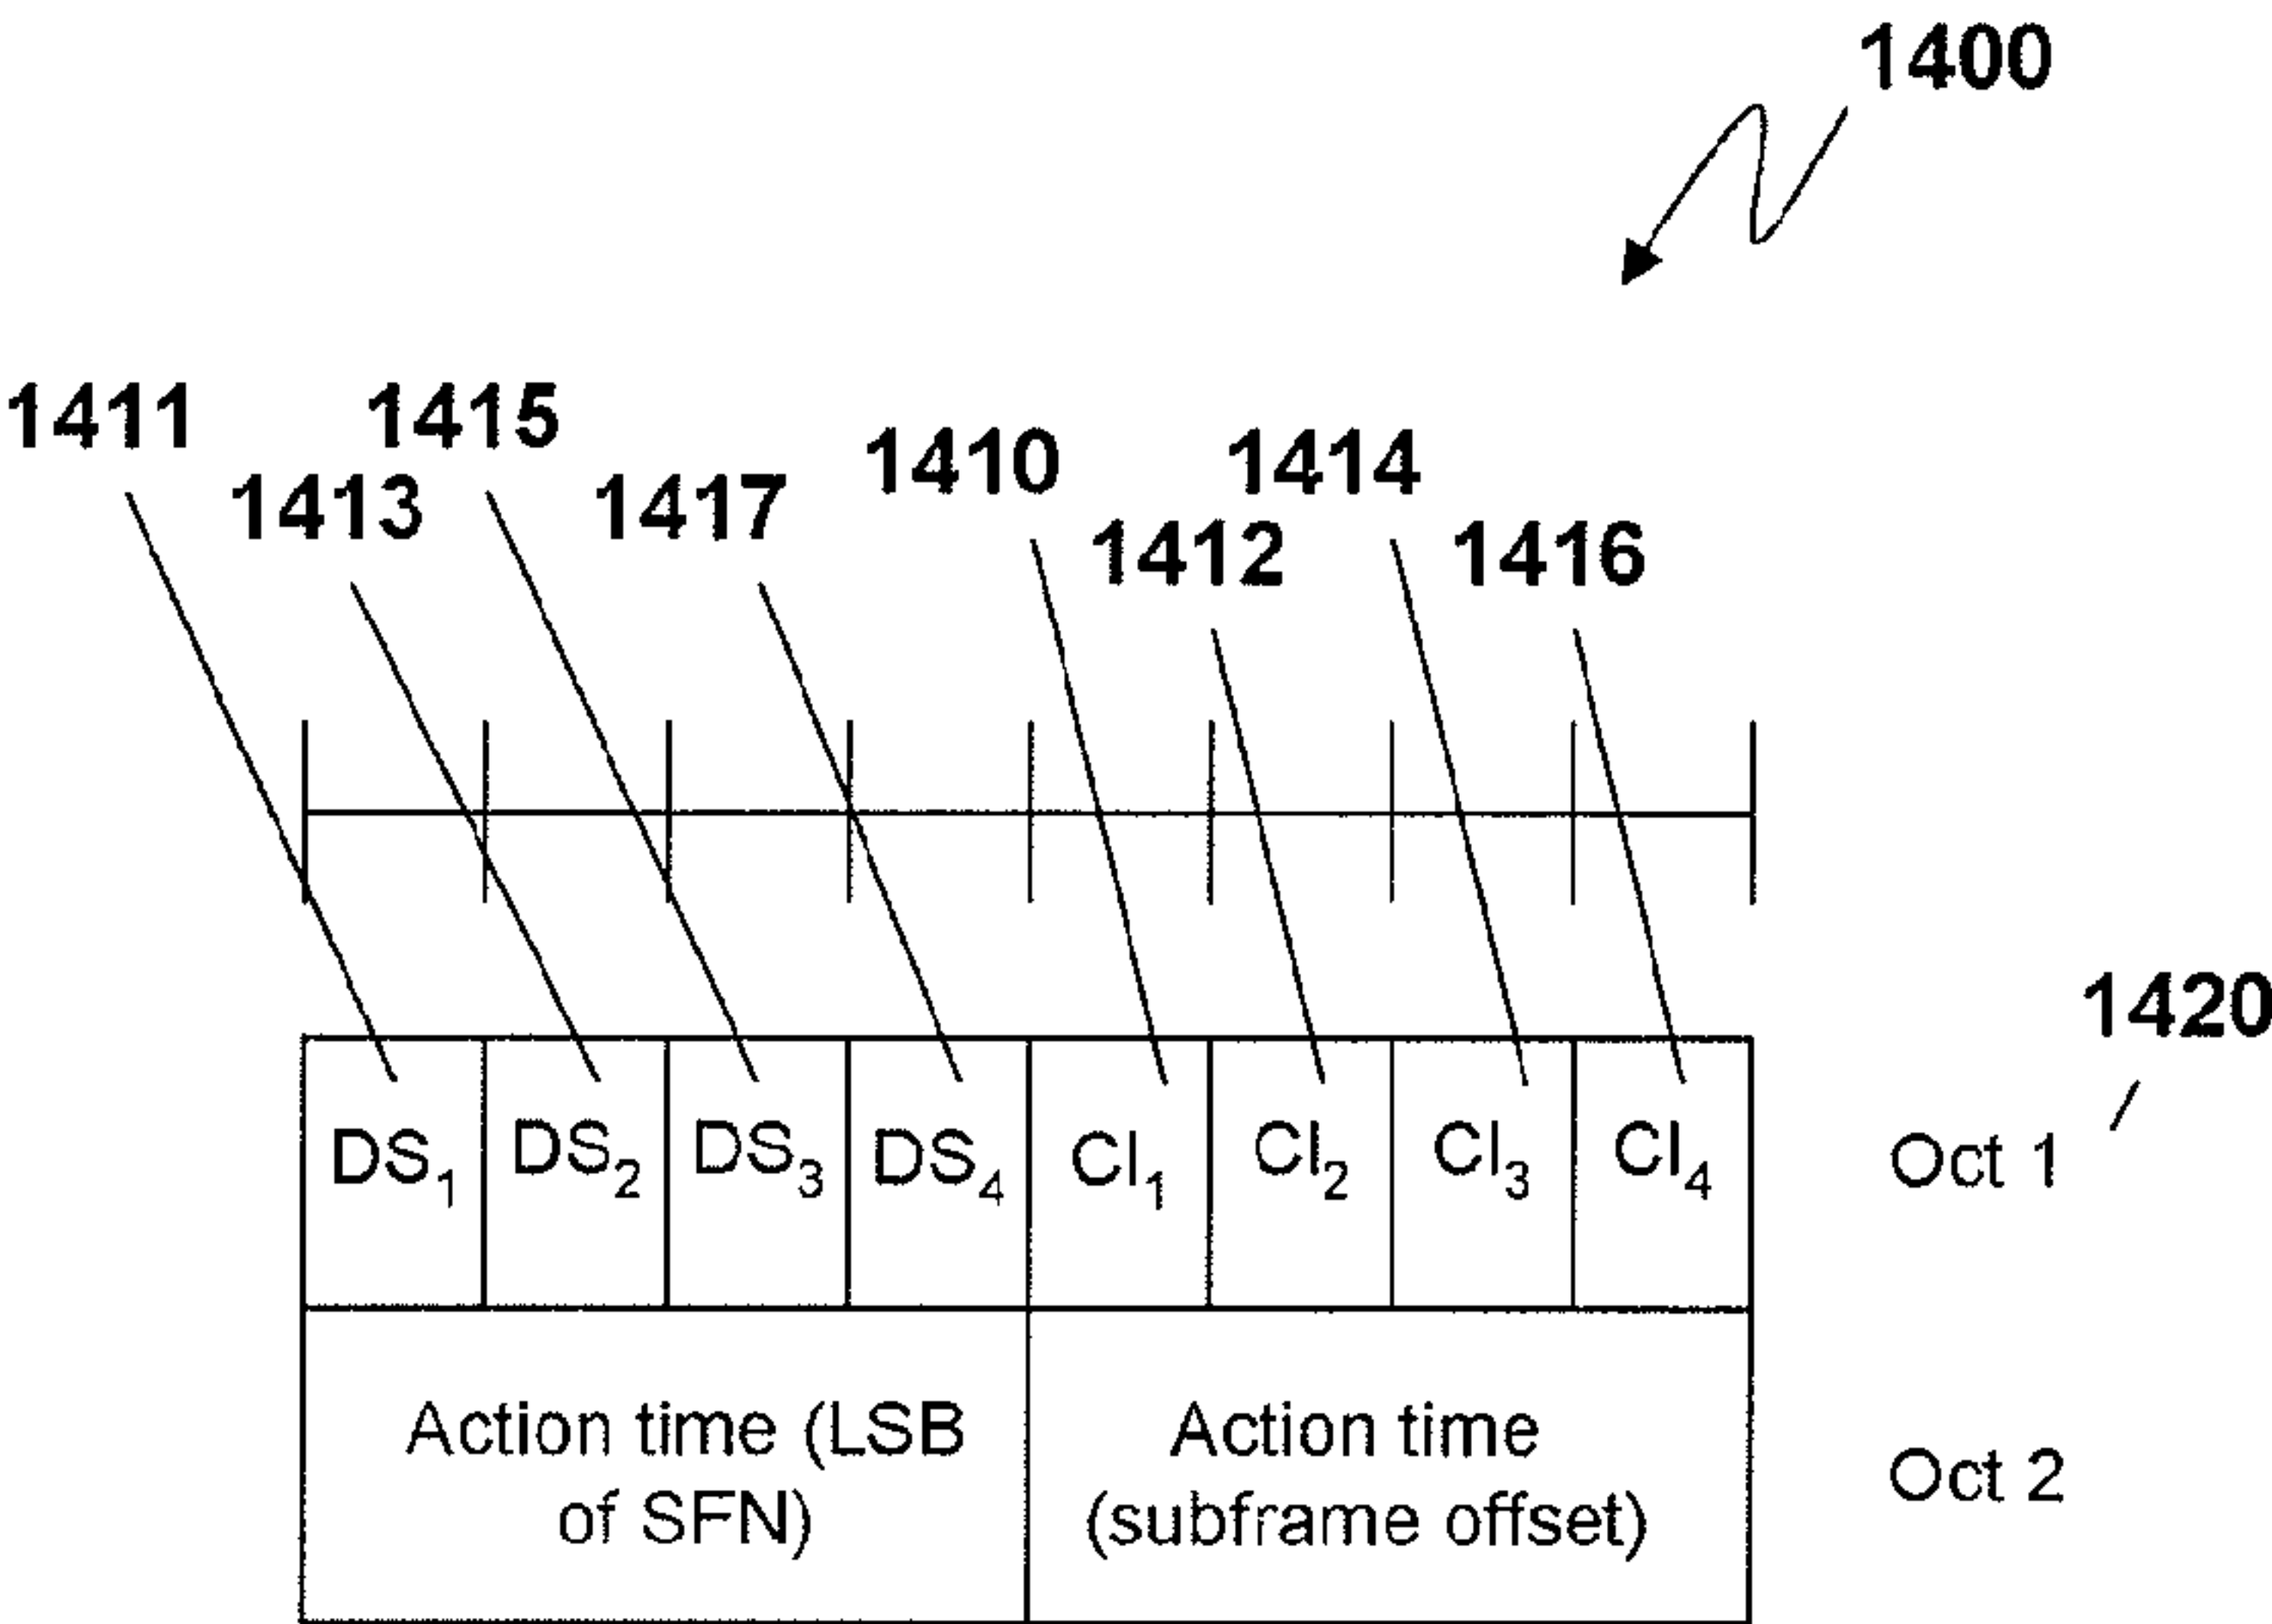 1400
1411
1415
1413
1417
1410
1414
1412
1416
1420
DS₁ DS₂ DS₃ DS₄ CI₁ CI₂ CI₃ CI₄ Oct 1
Action time (LSB
of SFN)
Action time
(subframe offset)
Oct 2